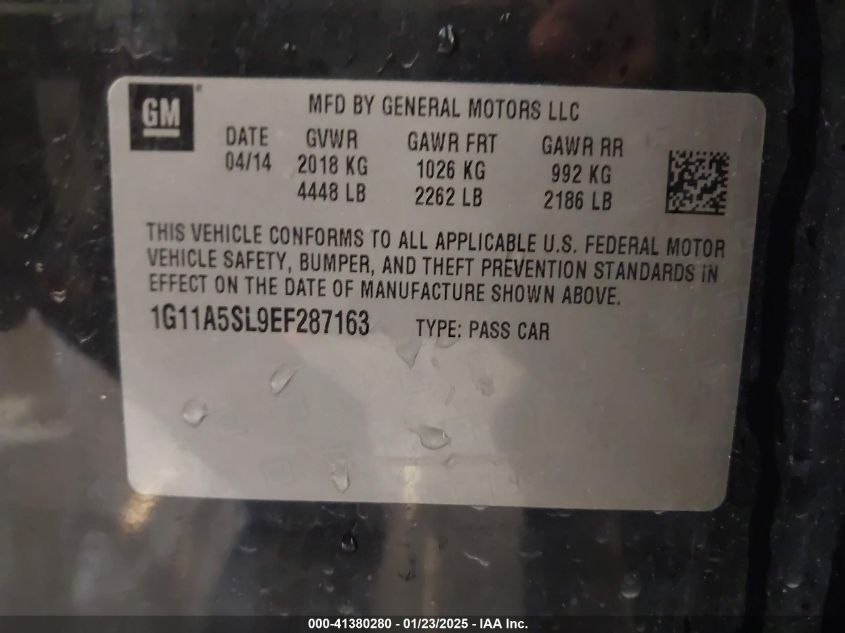 GM®
MFD BY GENERAL MOTORS LLC
DATE GVWR GAWR FRT GAWR RR
04/14 2018 KG 1026 KG 992 KG
4448 LB 2262 LB 2186 LB
THIS VEHICLE CONFORMS TO ALL APPLICABLE U.S. FEDERAL MOTOR
VEHICLE SAFETY, BUMPER, AND THEFT PREVENTION STANDARDS IN
EFFECT ON THE DATE OF MANUFACTURE SHOWN ABOVE.
1G11A5SL9EF287163 TYPE: PASS CAR
000-41380280 - 01/23/2025 - IAA Inc.